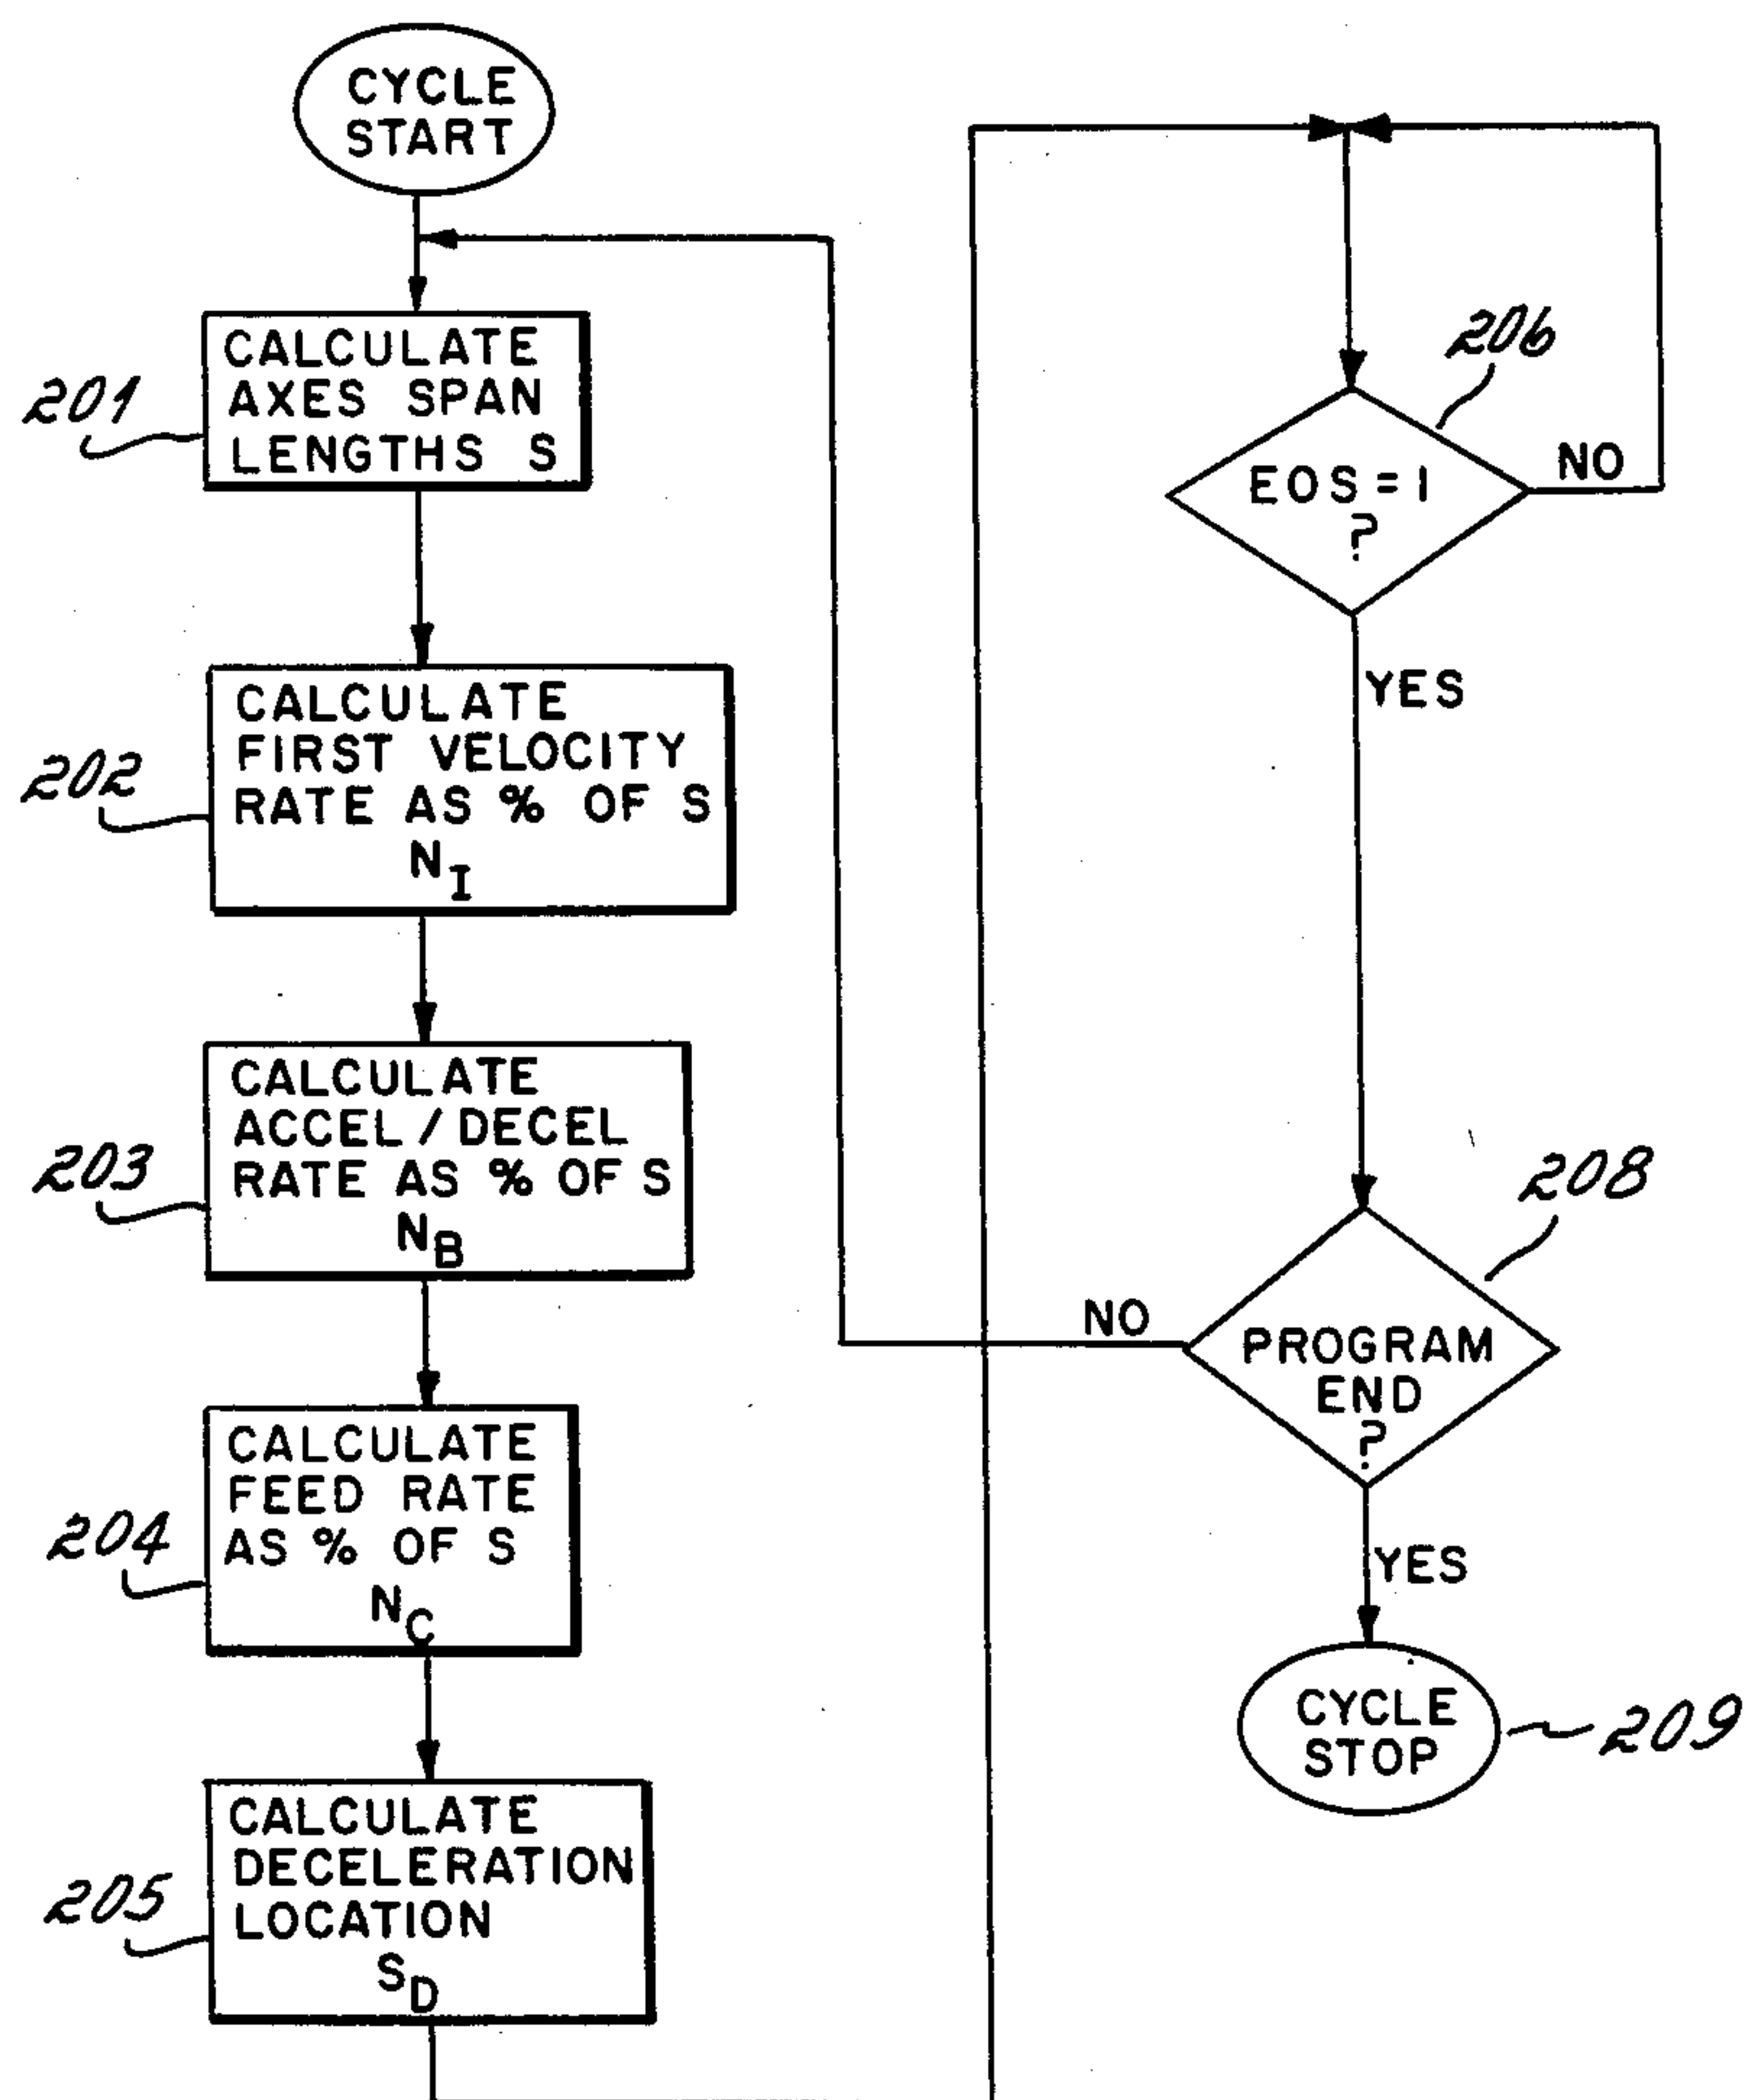 CYCLE
START
201
CALCULATE
AXES SPAN
LENGTHS S
202
CALCULATE
FIRST VELOCITY
RATE AS % OF S
N_I
203
CALCULATE
ACCEL/DECEL
RATE AS % OF S
N_B
204
CALCULATE
FEED RATE
AS % OF S
N_C
205
CALCULATE
DECELERATION
LOCATION
S_D
206
EOS=1
?
NO
YES
208
NO
PROGRAM
END
?
YES
CYCLE
STOP
209